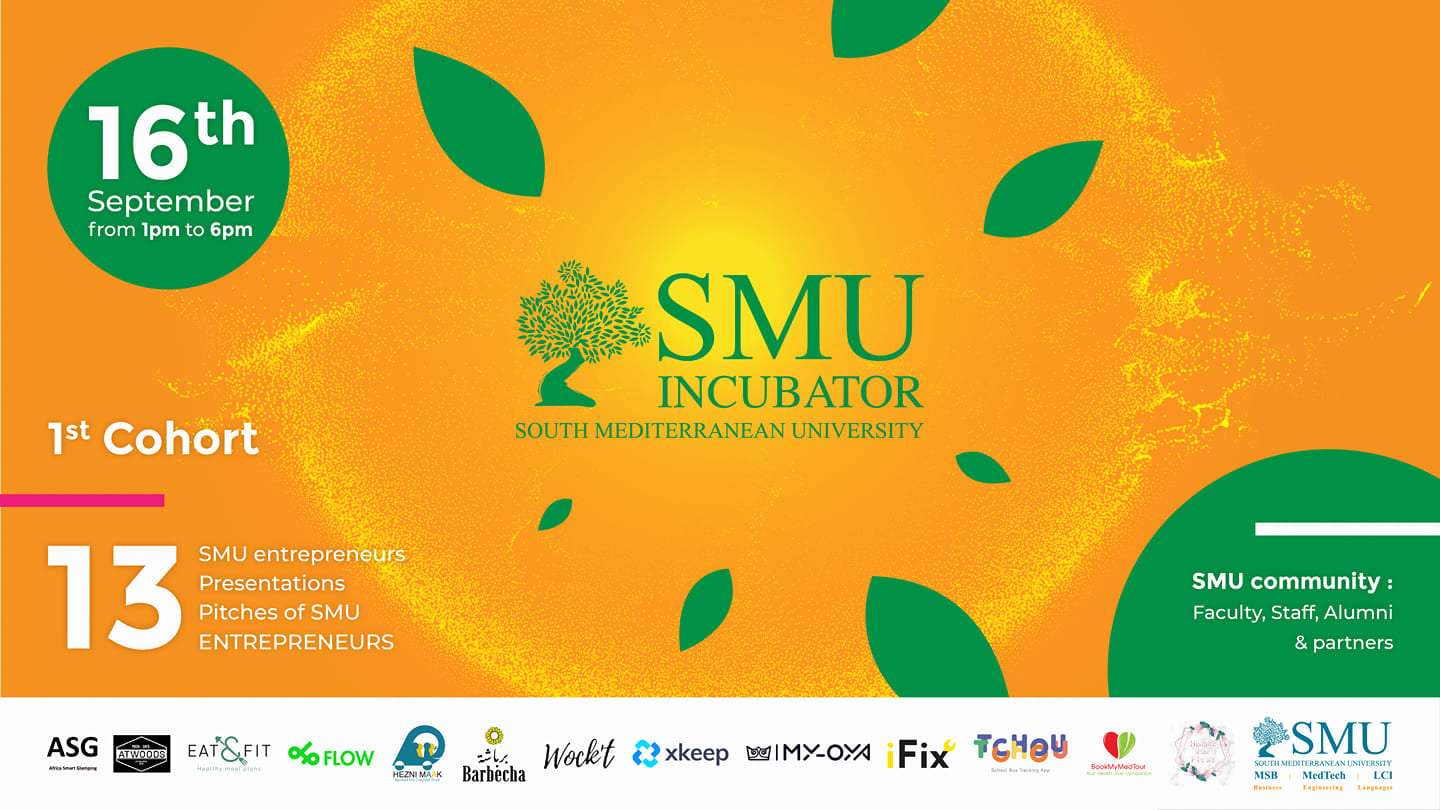 16th
September
from 1pm to 6pm
SMU
INCUBATOR
SOUTH MEDITERRANEAN UNIVERSITY
1st Cohort
13
SMU entrepreneurs
Presentations
Pitches of SMU
ENTREPRENEURS
SMU community :
Faculty, Staff, Alumni
& partners
ASG
Africa Smart Glamping
ATWOODS
EAT&FIT
Healthy meal plans
FLOW
HEZNI MAAK
Barbècha
Wock't
xkeep
MY-OYA
iFix
TCHOU
School Bus Tracking App
BookMyMedTour
SMU
SOUTH MEDITERRANEAN UNIVERSITY
MSB | MedTech | LCI
Business Engineering Languages